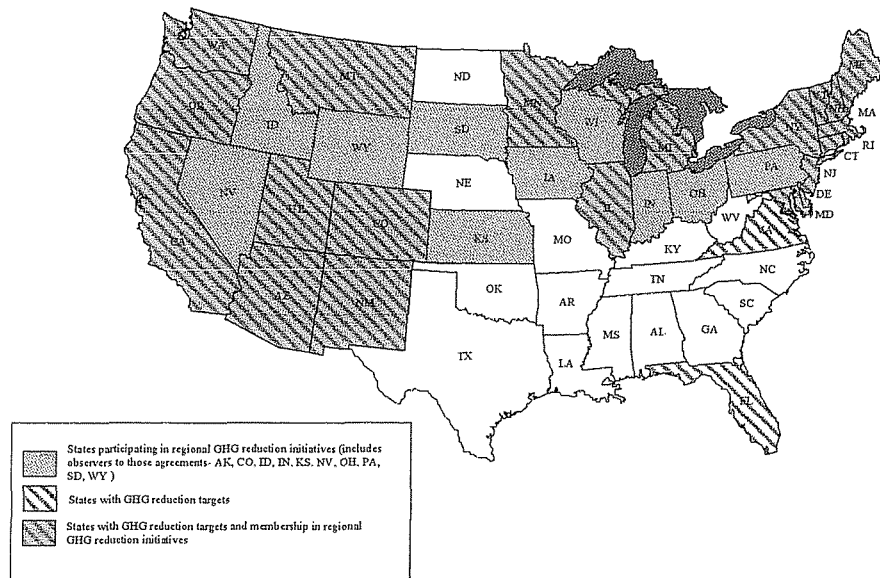 WA
MT
ND
MN
ME
OR
ID
SD
WI
MI
NY
MA
WY
RI
CT
NV
NE
IA
PA
NJ
IL
IN
OH
DE
MD
CA
CO
WV
VA
KS
MO
KY
NC
AZ
NM
OK
TN
AR
SC
MS
AL
GA
TX
LA
FL
States participating in regional GHG reduction initiatives (includes
observers to those agreements- AK, CO, ID, IN, KS, NV, OH, PA,
SD, WY )
States with GHG reduction targets
States with GHG reduction targets and membership in regional
GHG reduction initiatives